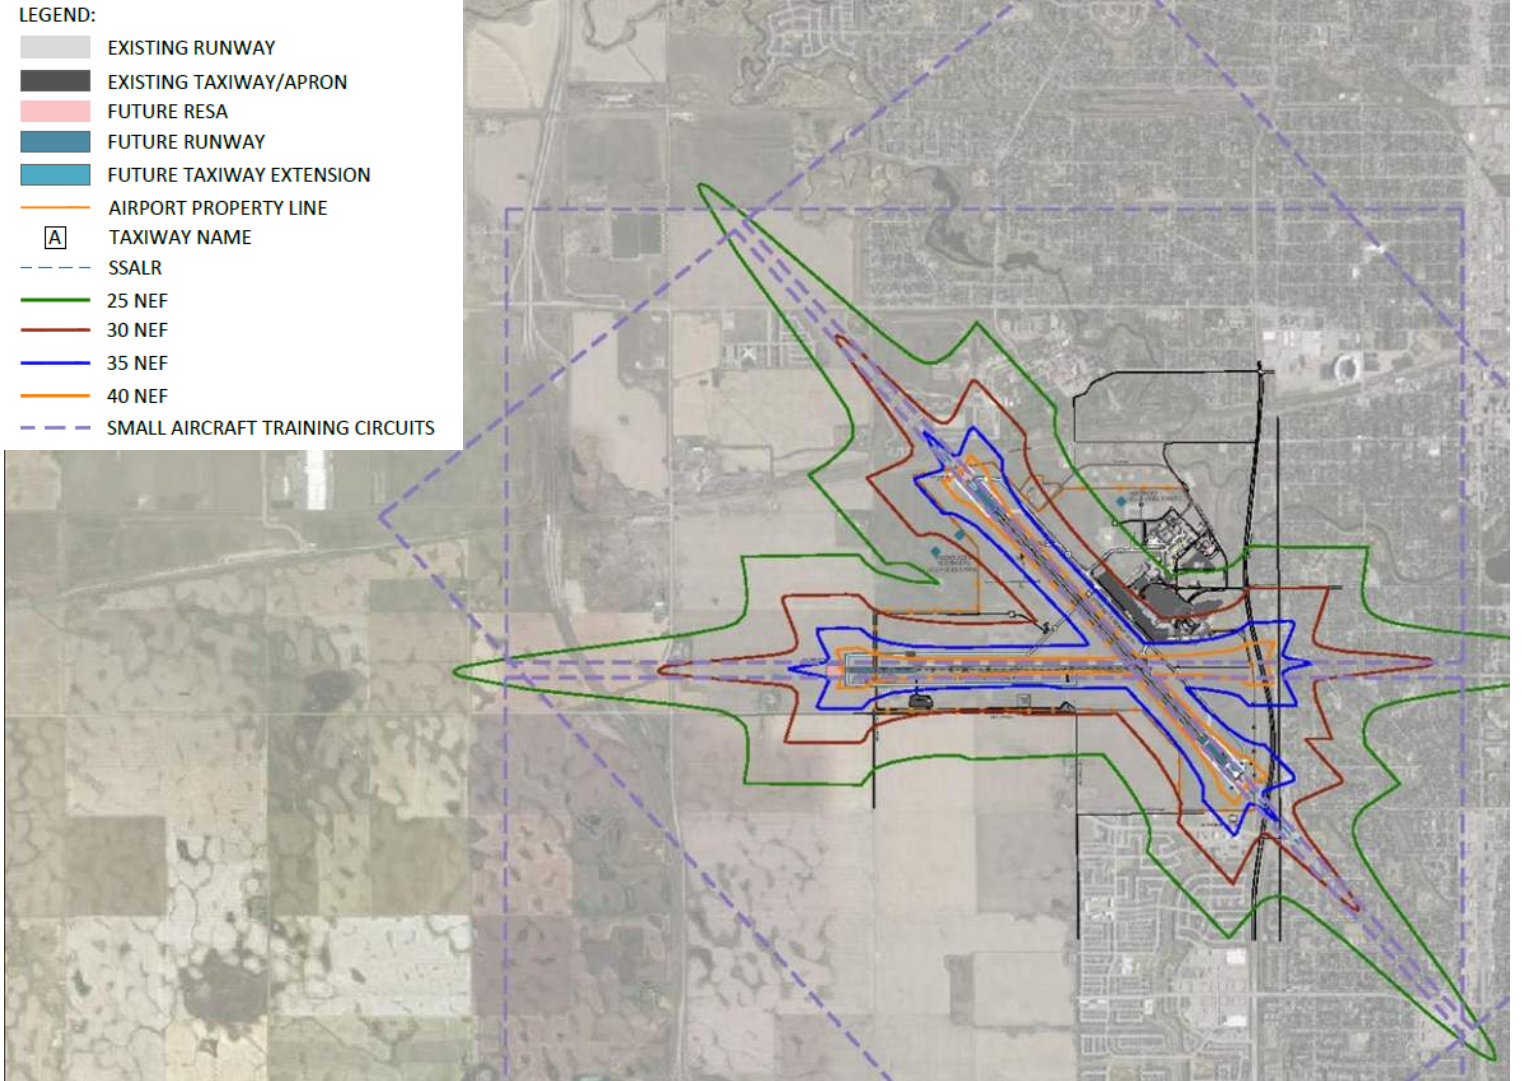 LEGEND:
EXISTING RUNWAY
EXISTING TAXIWAY/APRON
FUTURE RESA
FUTURE RUNWAY
FUTURE TAXIWAY EXTENSION
AIRPORT PROPERTY LINE
A TAXIWAY NAME
SSALR
25 NEF
30 NEF
35 NEF
40 NEF
SMALL AIRCRAFT TRAINING CIRCUITS